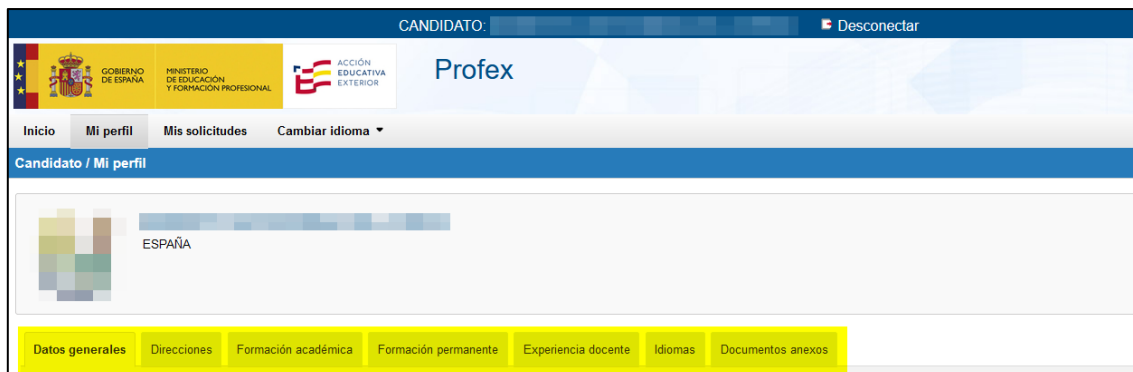 CANDIDATO:
Desconectar
GOBIERNO
DE ESPAÑA
MINISTERIO
DE EDUCACIÓN
Y FORMACIÓN PROFESIONAL
ACCIÓN
EDUCATIVA
EXTERIOR
Profex
Inicio Mi perfil Mis solicitudes Cambiar idioma
Candidato / Mi perfil
ESPAÑA
Datos generales Direcciones Formación académica Formación permanente Experiencia docente Idiomas Documentos anexos